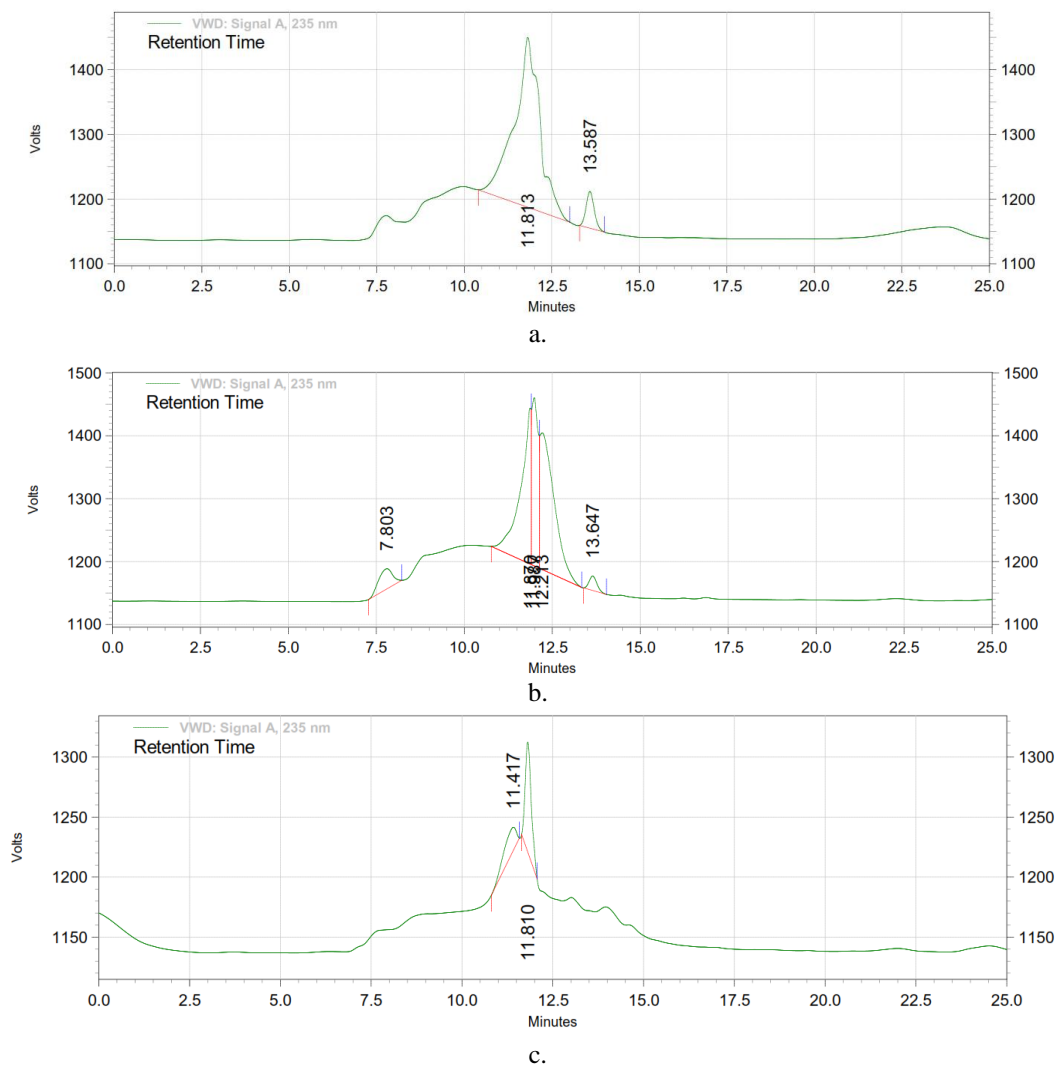 VWD: Signal A, 235 nm
Retention Time
1400 1400
1300 1300
1200 1200
1100 1100
Volts
11.813
13.587
0.0 2.5 5.0 7.5 10.0 12.5 15.0 17.5 20.0 22.5 25.0
Minutes
a.
VWD: Signal A, 235 nm
Retention Time
1500 1500
1400 1400
1300 1300
1200 1200
1100 1100
Volts
7.803
12.213
13.647
0.0 2.5 5.0 7.5 10.0 12.5 15.0 17.5 20.0 22.5 25.0
Minutes
b.
VWD: Signal A, 235 nm
Retention Time
1300 1300
1250 1250
1200 1200
1150 1150
Volts
11.417
11.810
0.0 2.5 5.0 7.5 10.0 12.5 15.0 17.5 20.0 22.5 25.0
Minutes
c.